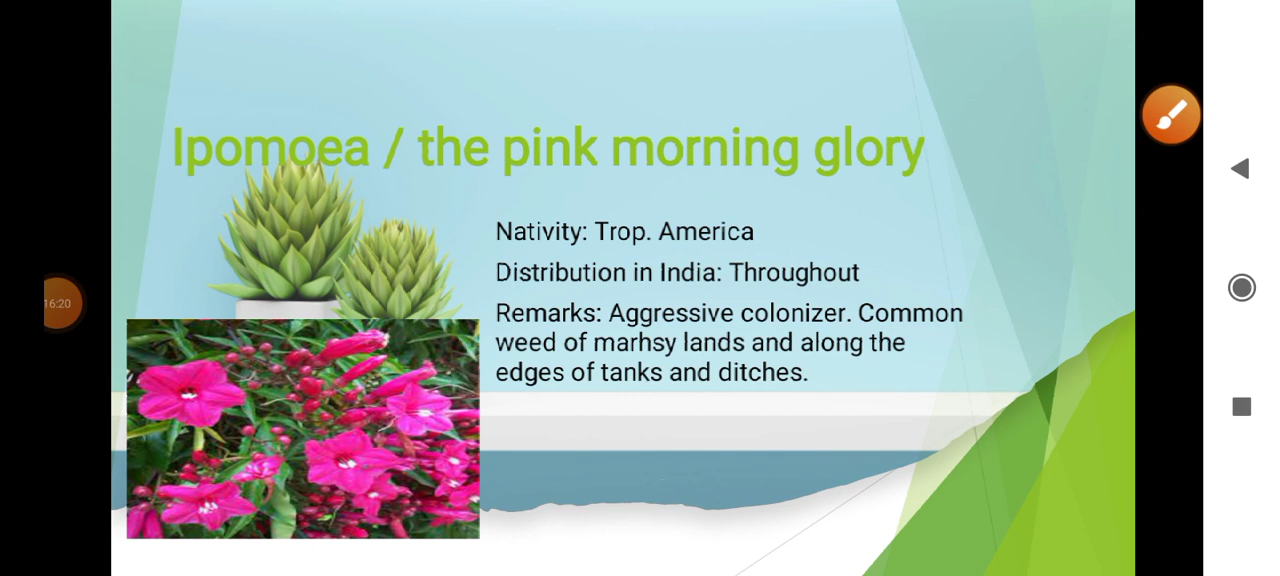 Ipomoea / the pink morning glory
Nativity: Trop. America
Distribution in India: Throughout
Remarks: Aggressive colonizer. Common
weed of marhsy lands and along the
edges of tanks and ditches.
16:20